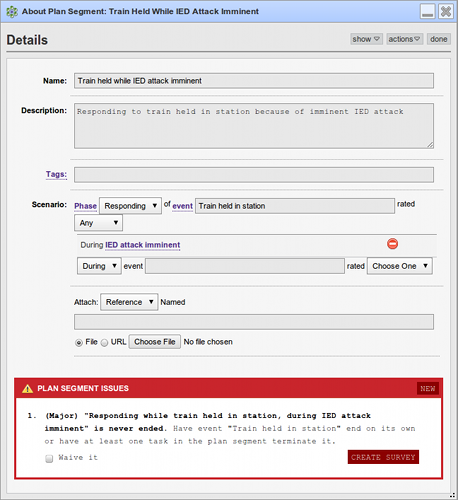 About Plan Segment: Train Held While IED Attack Imminent
Details
show actions done
Name: Train held while IED attack imminent
Description: Responding to train held in station because of imminent IED attack
Tags:
Scenario: Phase Responding of event Train held in station rated
Any
During IED attack imminent
During event rated Choose One
Attach: Reference Named
File URL Choose File No file chosen
PLAN SEGMENT ISSUES NEW
1. (Major) "Responding while train held in station, during IED attack
imminent" is never ended. Have event "Train held in station" end on its own
or have at least one task in the plan segment terminate it.
Waive it CREATE SURVEY